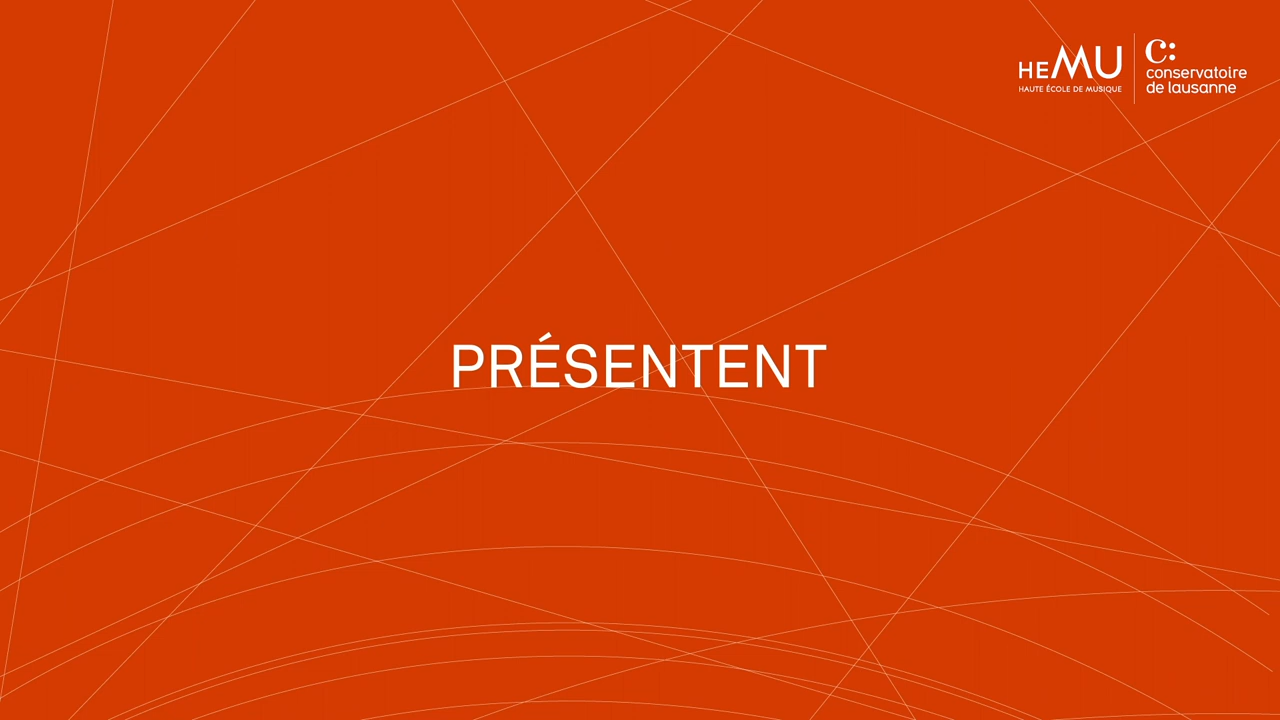 HEMU
HAUTE ÉCOLE DE MUSIQUE
c:
conservatoire
de lausanne
PRÉSENTENT